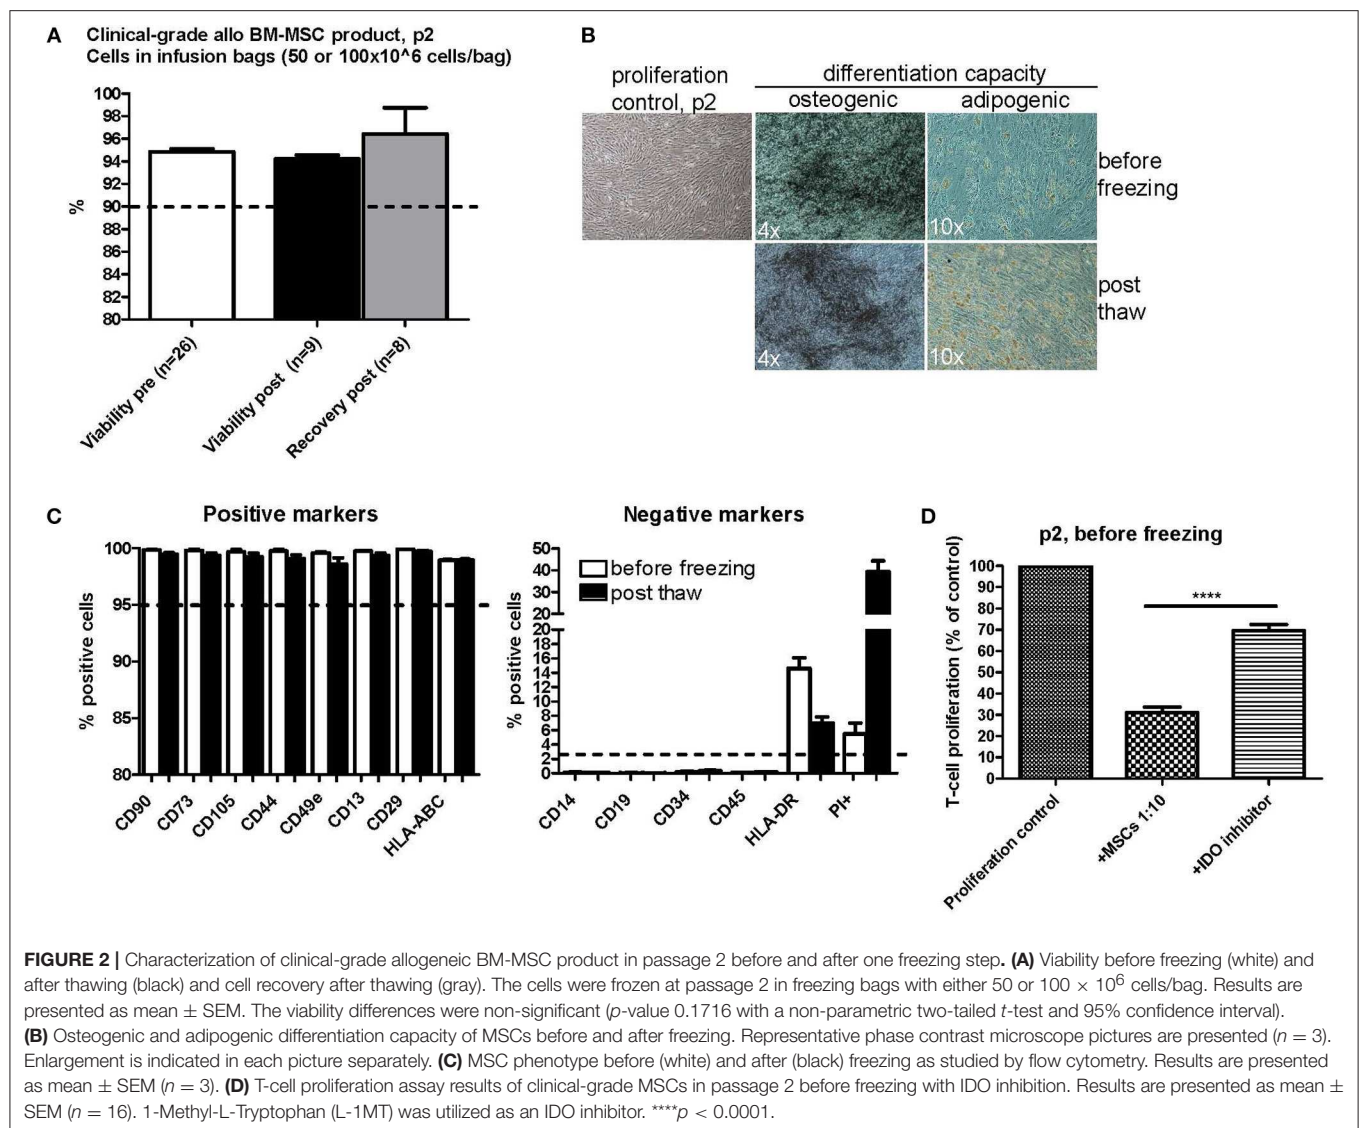 A
Clinical-grade allo BM-MSC product, p2
Cells in infusion bags (50 or 100x10^6 cells/bag)
%
100
98
96
94
92
90
88
86
84
82
80
Viability pre (n=26)
Viability post (n=9)
Recovery post (n=8)
B
proliferation
control, p2
differentiation capacity
osteogenic
adipogenic
before
freezing
4x
10x
post
thaw
4x
10x
C
Positive markers
% positive cells
100
95
90
85
80
CD90
CD73
CD105
CD44
CD49e
CD13
CD29
HLA-ABC
Negative markers
before freezing
post thaw
% positive cells
50
40
30
20
20
16
14
12
10
8
6
4
2
0
CD14
CD19
CD34
CD45
HLA-DR
PI+
D
p2, before freezing
T-cell proliferation (% of control)
100
90
80
70
60
50
40
30
20
10
0
****
Proliferation control
+MSCs 1:10
+IDO inhibitor
FIGURE 2 | Characterization of clinical-grade allogeneic BM-MSC product in passage 2 before and after one freezing step. (A) Viability before freezing (white) and
after thawing (black) and cell recovery after thawing (gray). The cells were frozen at passage 2 in freezing bags with either 50 or 100 × 10⁶ cells/bag. Results are
presented as mean ± SEM. The viability differences were non-significant (p-value 0.1716 with a non-parametric two-tailed t-test and 95% confidence interval).
(B) Osteogenic and adipogenic differentiation capacity of MSCs before and after freezing. Representative phase contrast microscope pictures are presented (n = 3).
Enlargement is indicated in each picture separately. (C) MSC phenotype before (white) and after (black) freezing as studied by flow cytometry. Results are presented
as mean ± SEM (n = 3). (D) T-cell proliferation assay results of clinical-grade MSCs in passage 2 before freezing with IDO inhibition. Results are presented as mean ±
SEM (n = 16). 1-Methyl-L-Tryptophan (L-1MT) was utilized as an IDO inhibitor. ****p < 0.0001.